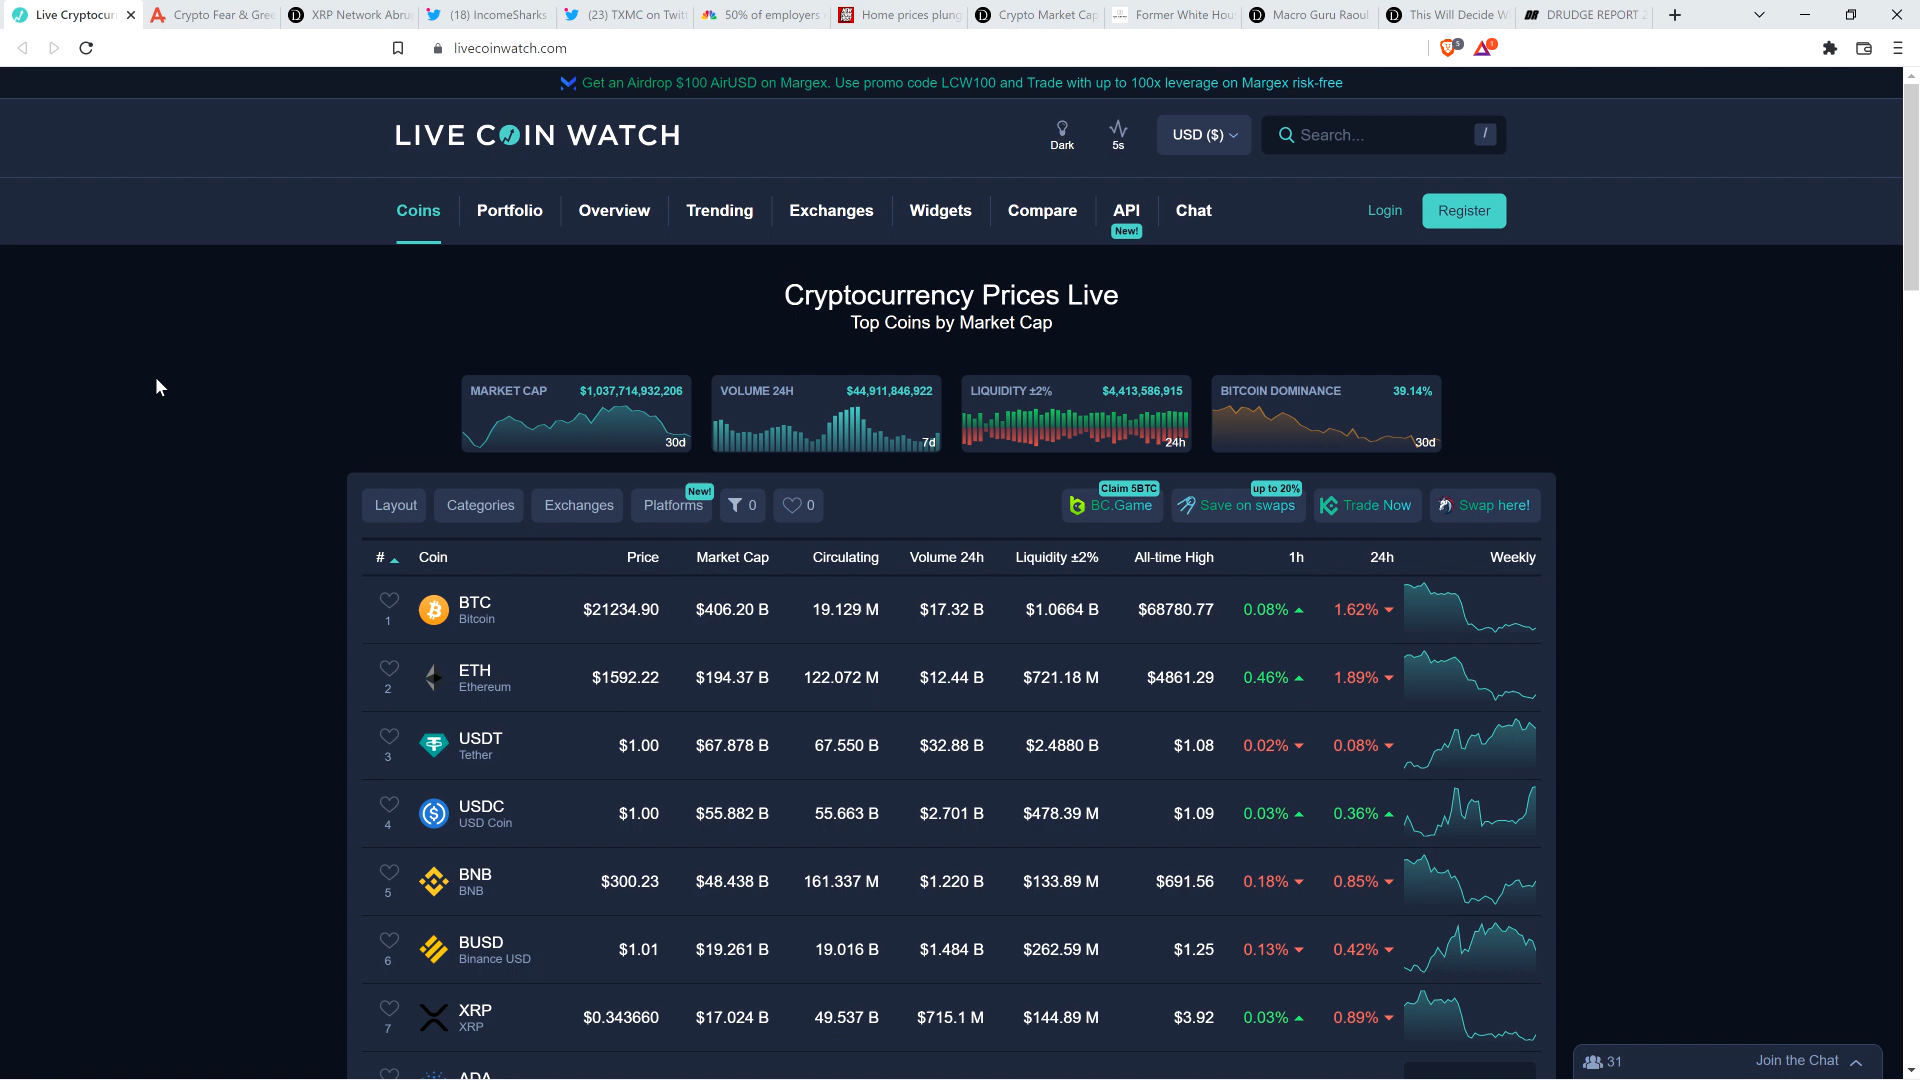 Live Cryptocur
Crypto Fear & Gree
XRP Network Abru
(18) IncomeSharks
(23) TXMC on Twitt
50% of employers
Home prices plung
Crypto Market Cap
Former White Hou
Macro Guru Raoul
This Will Decide W
DRUDGE REPORT 2
livecoinwatch.com
5
1
Get an Airdrop $100 AirUSD on Margex. Use promo code LCW100 and Trade with up to 100x leverage on Margex risk-free
LIVE COIN WATCH
Dark
5s
USD ($)
Search...
/
Coins
Portfolio
Overview
Trending
Exchanges
Widgets
Compare
API
New!
Chat
Login
Register
Cryptocurrency Prices Live
Top Coins by Market Cap
MARKET CAP $1,037,714,932,206
30d
VOLUME 24H $44,911,846,922
7d
LIQUIDITY ±2% $4,413,586,915
24h
BITCOIN DOMINANCE 39.14%
30d
Layout
Categories
Exchanges
Platforms
New!
0
0
Claim 5BTC
BC.Game
up to 20%
Save on swaps
Trade Now
Swap here!
# Coin Price Market Cap Circulating Volume 24h Liquidity ±2% All-time High 1h 24h Weekly
1 BTC Bitcoin $21234.90 $406.20 B 19.129 M $17.32 B $1.0664 B $68780.77 0.08% 1.62%
2 ETH Ethereum $1592.22 $194.37 B 122.072 M $12.44 B $721.18 M $4861.29 0.46% 1.89%
3 USDT Tether $1.00 $67.878 B 67.550 B $32.88 B $2.4880 B $1.08 0.02% 0.08%
4 USDC USD Coin $1.00 $55.882 B 55.663 B $2.701 B $478.39 M $1.09 0.03% 0.36%
5 BNB BNB $300.23 $48.438 B 161.337 M $1.220 B $133.89 M $691.56 0.18% 0.85%
6 BUSD Binance USD $1.01 $19.261 B 19.016 B $1.484 B $262.59 M $1.25 0.13% 0.42%
7 XRP XRP $0.343660 $17.024 B 49.537 B $715.1 M $144.89 M $3.92 0.03% 0.89%
ADA
31
Join the Chat